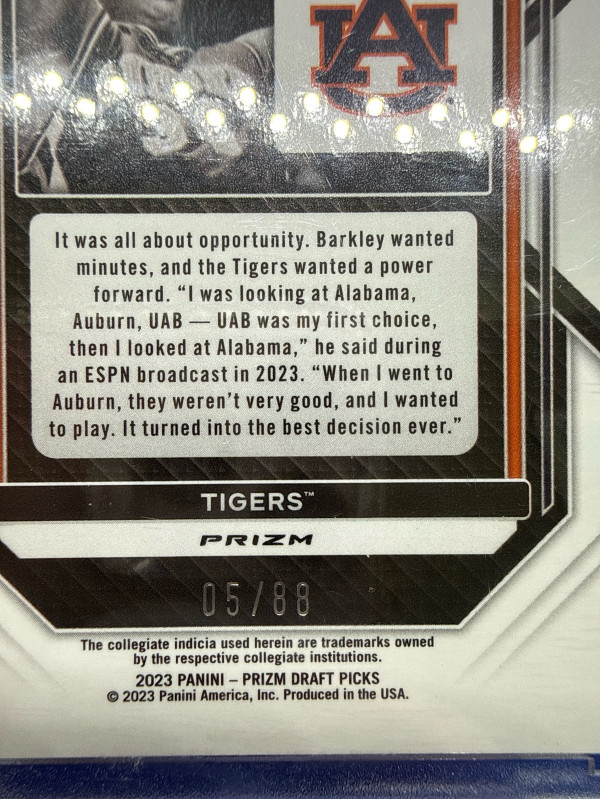 AU
It was all about opportunity. Barkley wanted
minutes, and the Tigers wanted a power
forward. “I was looking at Alabama,
Auburn, UAB — UAB was my first choice,
then I looked at Alabama,” he said during
an ESPN broadcast in 2023. “When I went to
Auburn, they weren’t very good, and I wanted
to play. It turned into the best decision ever.”
TIGERS™
PRIZM
05/88
The collegiate indicia used herein are trademarks owned
by the respective collegiate institutions.
2023 PANINI – PRIZM DRAFT PICKS
© 2023 Panini America, Inc. Produced in the USA.